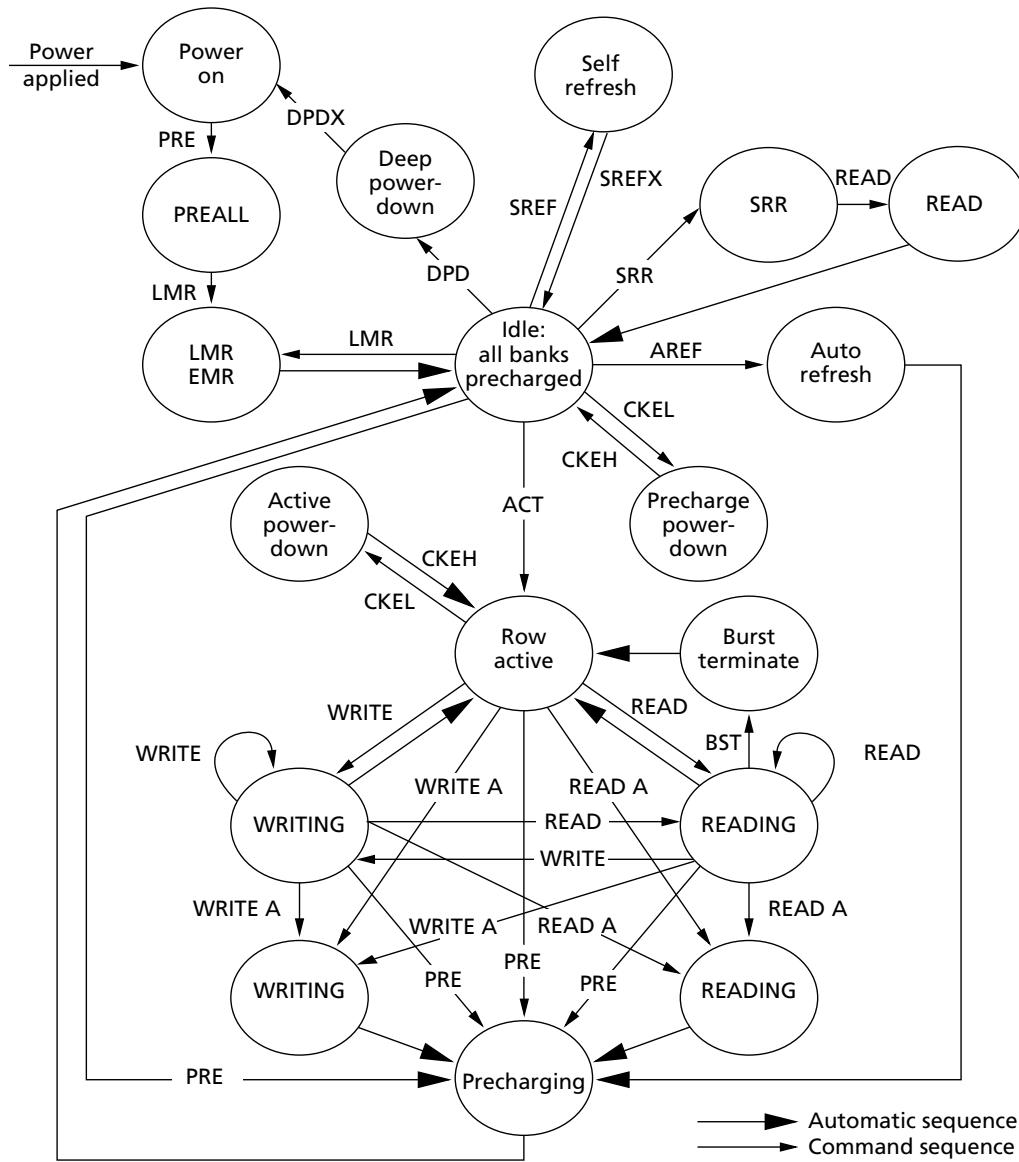 Power
applied
Power
on
Self
refresh
DPDX
PRE
Deep
power-
down
SREFX
READ
PREALL
SREF
SRR
READ
DPD
SRR
LMR
LMR
EMR
LMR
Idle:
all banks
precharged
AREF
Auto
refresh
CKEL
CKEH
Active
power-
down
ACT
Precharge
power-
down
CKEH
CKEL
Row
active
Burst
terminate
WRITE
READ
WRITE
BST
READ
WRITE A
READ A
WRITING
READ
READING
WRITE
WRITE A
WRITE A
READ A
READ A
WRITING
PRE
PRE
PRE
READING
PRE
Precharging
Automatic sequence
Command sequence